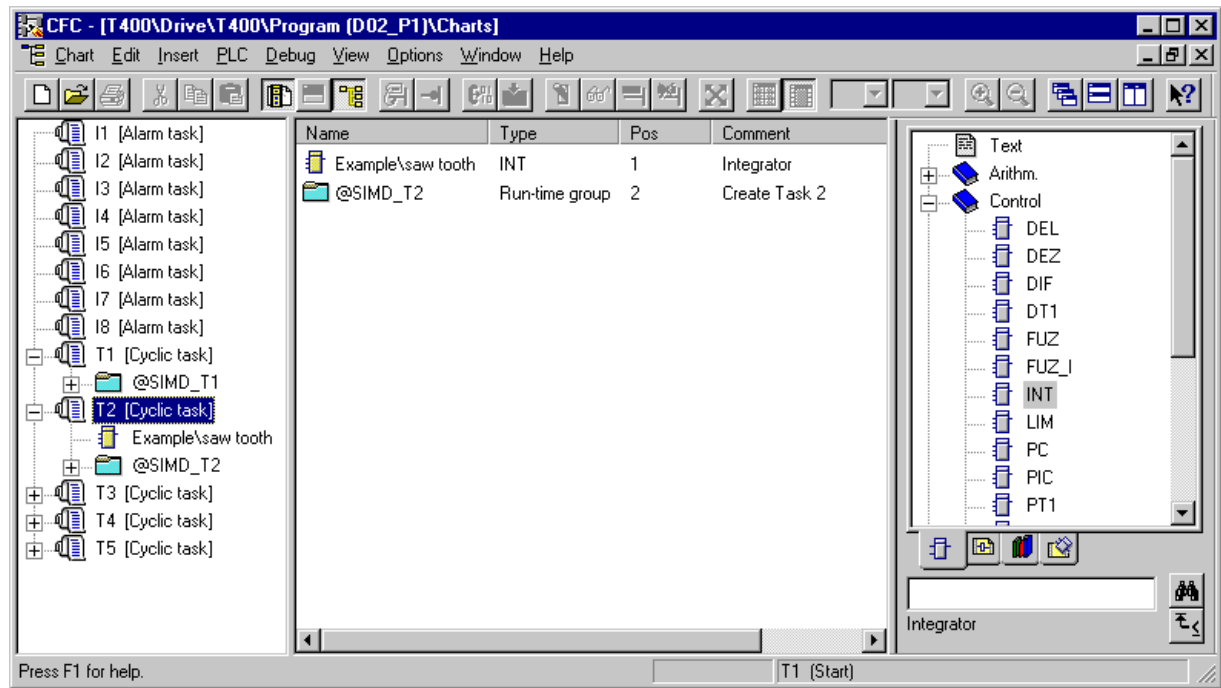 CFC - [T400\Drive\T400\Program (D02_P1)\Charts]
Chart Edit Insert PLC Debug View Options Window Help
I1 [Alarm task]
I2 [Alarm task]
I3 [Alarm task]
I4 [Alarm task]
I5 [Alarm task]
I6 [Alarm task]
I7 [Alarm task]
I8 [Alarm task]
T1 [Cyclic task]
@SIMD_T1
T2 [Cyclic task]
Example\saw tooth
@SIMD_T2
T3 [Cyclic task]
T4 [Cyclic task]
T5 [Cyclic task]
Name Type Pos Comment
Example\saw tooth INT 1 Integrator
@SIMD_T2 Run-time group 2 Create Task 2
Text
Arithm.
Control
DEL
DEZ
DIF
DT1
FUZ
FUZ_I
INT
LIM
PC
PIC
PT1
Integrator
Press F1 for help. T1 (Start)